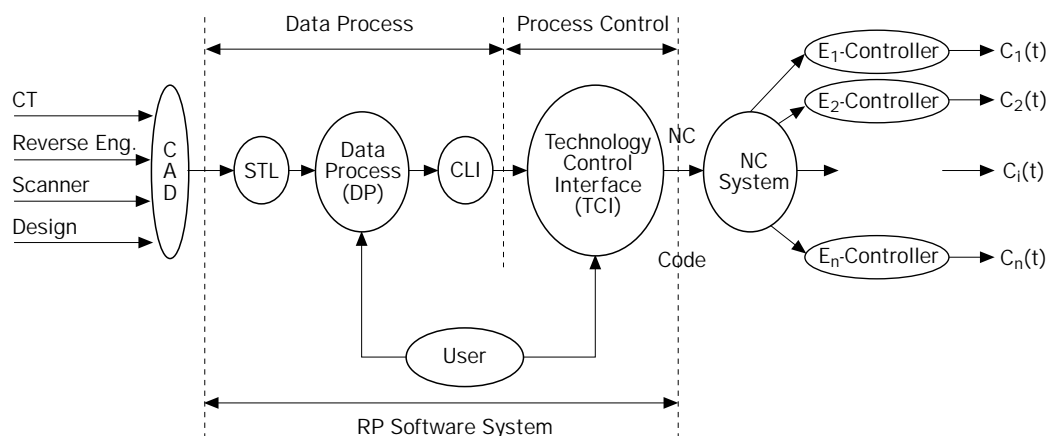 Data Process
Process Control
CT
Reverse Eng.
Scanner
Design
C
A
D
STL
Data
Process
(DP)
CLI
Technology
Control
Interface
(TCI)
NC
Code
NC
System
E₁-Controller
E₂-Controller
Eₙ-Controller
C₁(t)
C₂(t)
Cᵢ(t)
Cₙ(t)
User
RP Software System